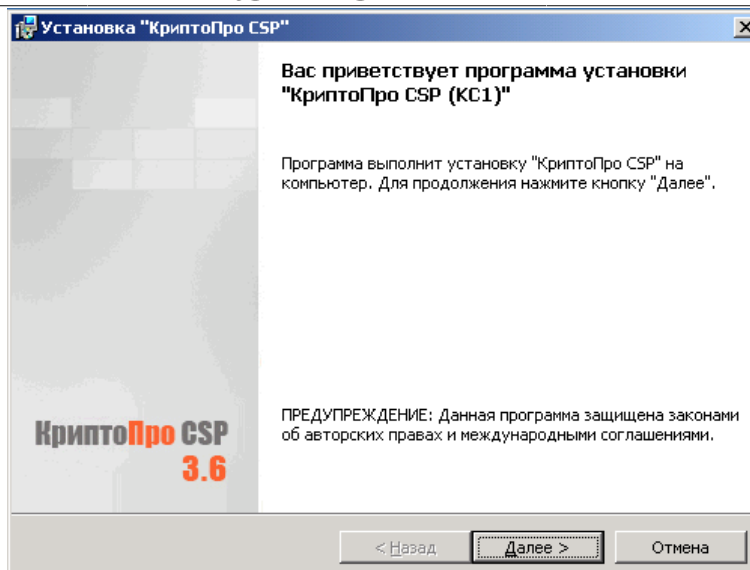 Установка "КриптоПро CSP"
Вас приветствует программа установки
"КриптоПро CSP (КС1)"
Программа выполнит установку "КриптоПро CSP" на
компьютер. Для продолжения нажмите кнопку "Далее".
ПРЕДУПРЕЖДЕНИЕ: Данная программа защищена законами
об авторских правах и международными соглашениями.
КриптоПро CSP
3.6
< Назад
Далее >
Отмена